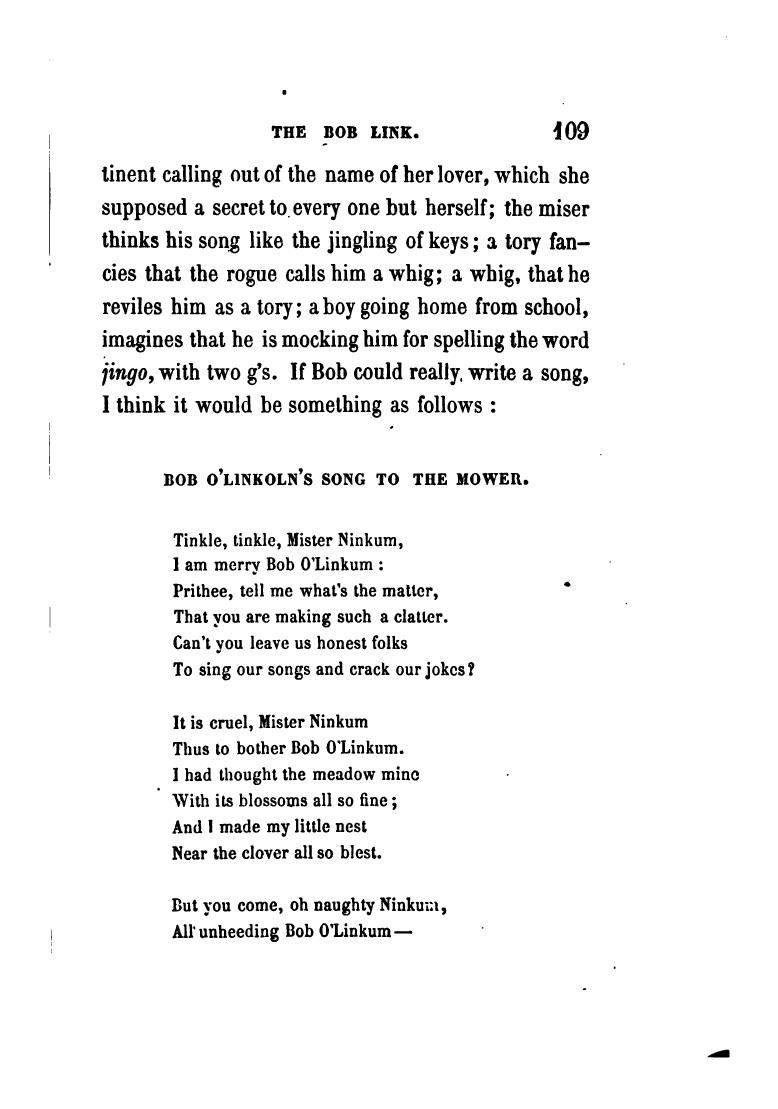 THE BOB LINK. 109
tinent calling out of the name of her lover, which she
supposed a secret to every one but herself; the miser
thinks his song like the jingling of keys; a tory fan-
cies that the rogue calls him a whig; a whig, that he
reviles him as a tory; a boy going home from school,
imagines that he is mocking him for spelling the word
jingo, with two g's. If Bob could really write a song,
I think it would be something as follows :
BOB O'LINKOLN'S SONG TO THE MOWER.
Tinkle, tinkle, Mister Ninkum,
I am merry Bob O'Linkum :
Prithee, tell me what's the matter,
That you are making such a clatter.
Can't you leave us honest folks
To sing our songs and crack our jokes?
It is cruel, Mister Ninkum
Thus to bother Bob O'Linkum.
I had thought the meadow mine
With its blossoms all so fine;
And I made my little nest
Near the clover all so blest.
But you come, oh naughty Ninkum,
All unheeding Bob O'Linkum—